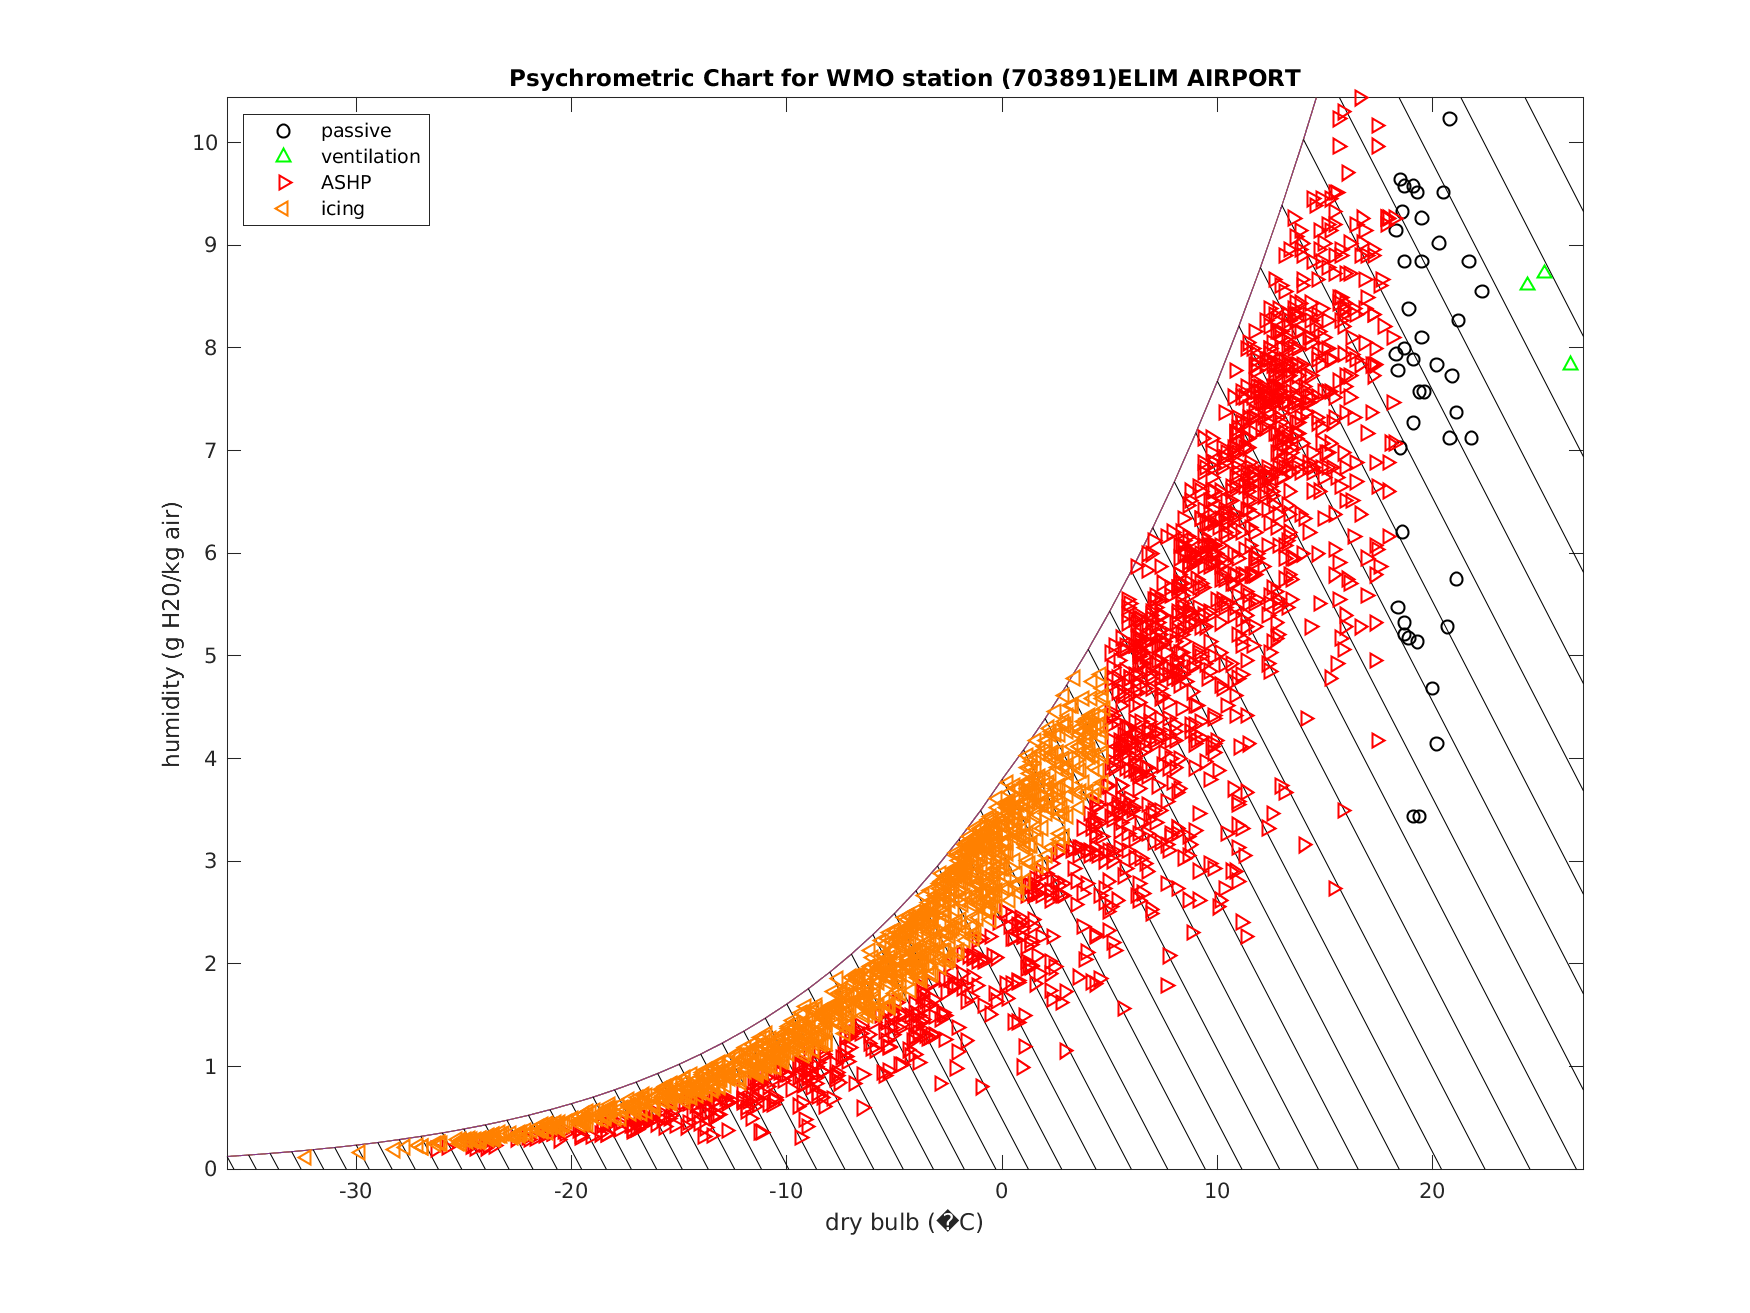 Psychrometric Chart for WMO station (703891)ELIM AIRPORT
passive
ventilation
ASHP
icing
10
9
8
7
6
5
4
3
2
1
0
humidity (g H20/kg air)
-30
-20
-10
0
10
20
dry bulb (�C)